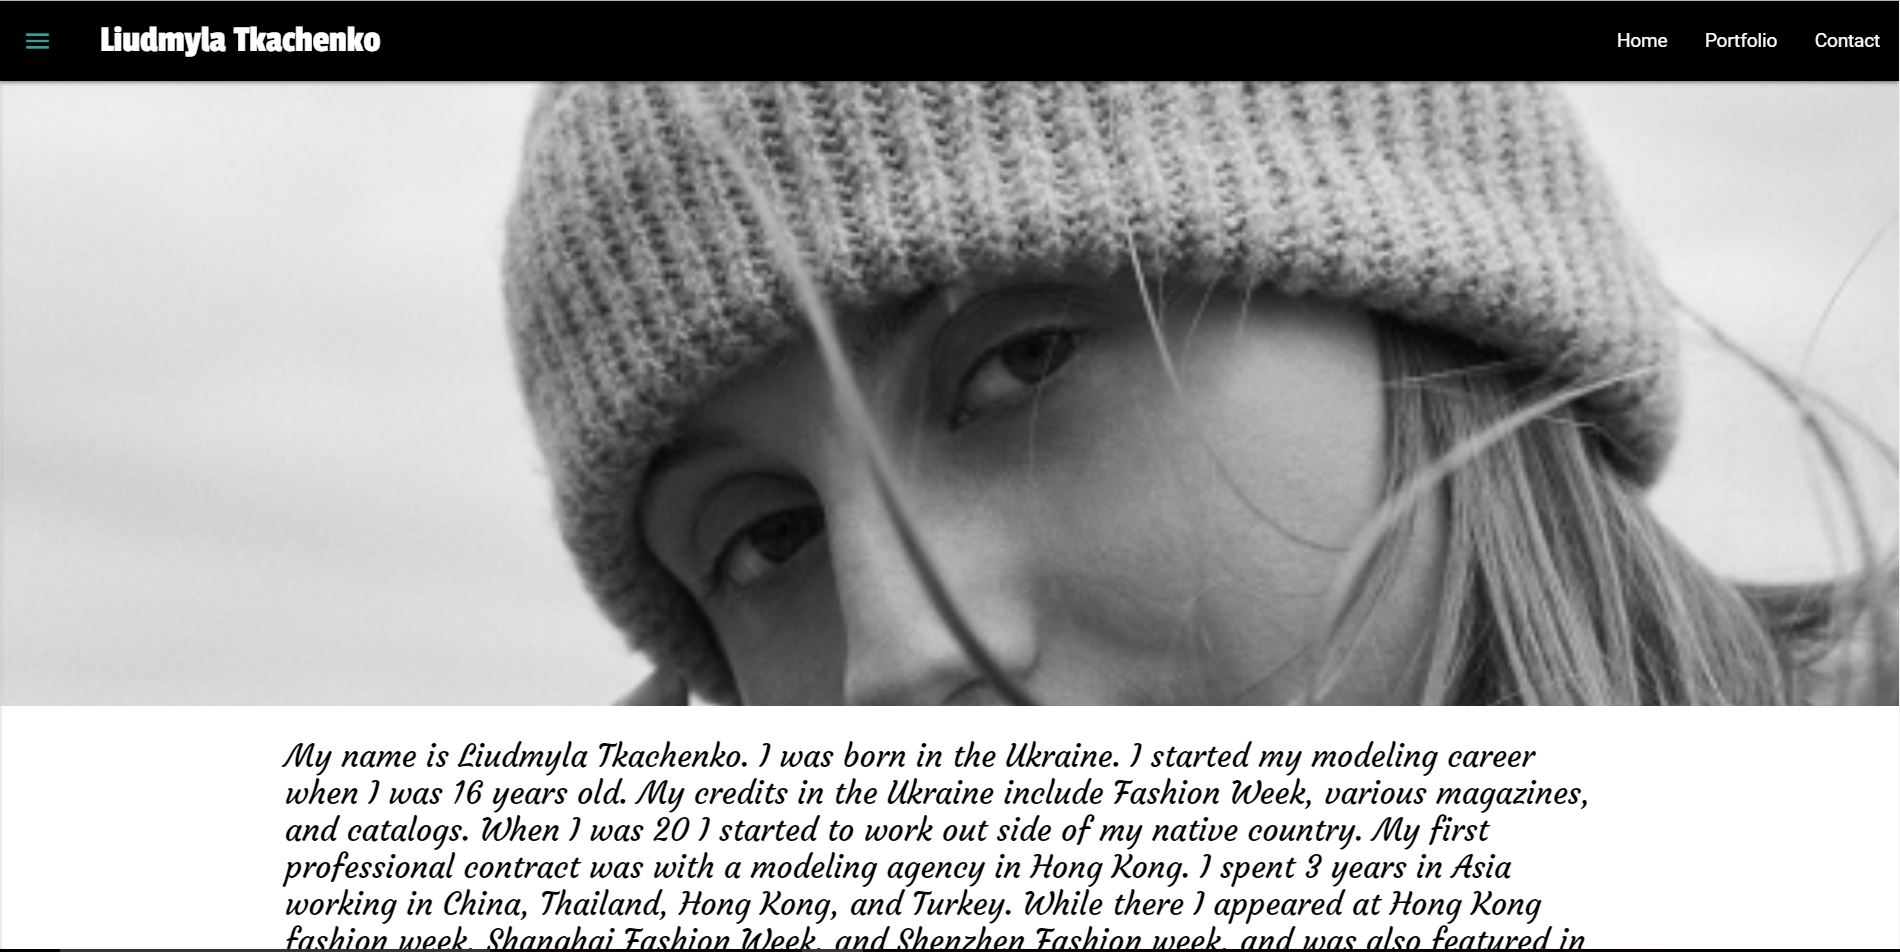 Liudmyla Tkachenko
Home
Portfolio
Contact
My name is Liudmyla Tkachenko. I was born in the Ukraine. I started my modeling career
when I was 16 years old. My credits in the Ukraine include Fashion Week, various magazines,
and catalogs. When I was 20 I started to work out side of my native country. My first
professional contract was with a modeling agency in Hong Kong. I spent 3 years in Asia
working in China, Thailand, Hong Kong, and Turkey. While there I appeared at Hong Kong
fashion week, Shanghai Fashion Week, and Shenzhen Fashion week, and was also featured in